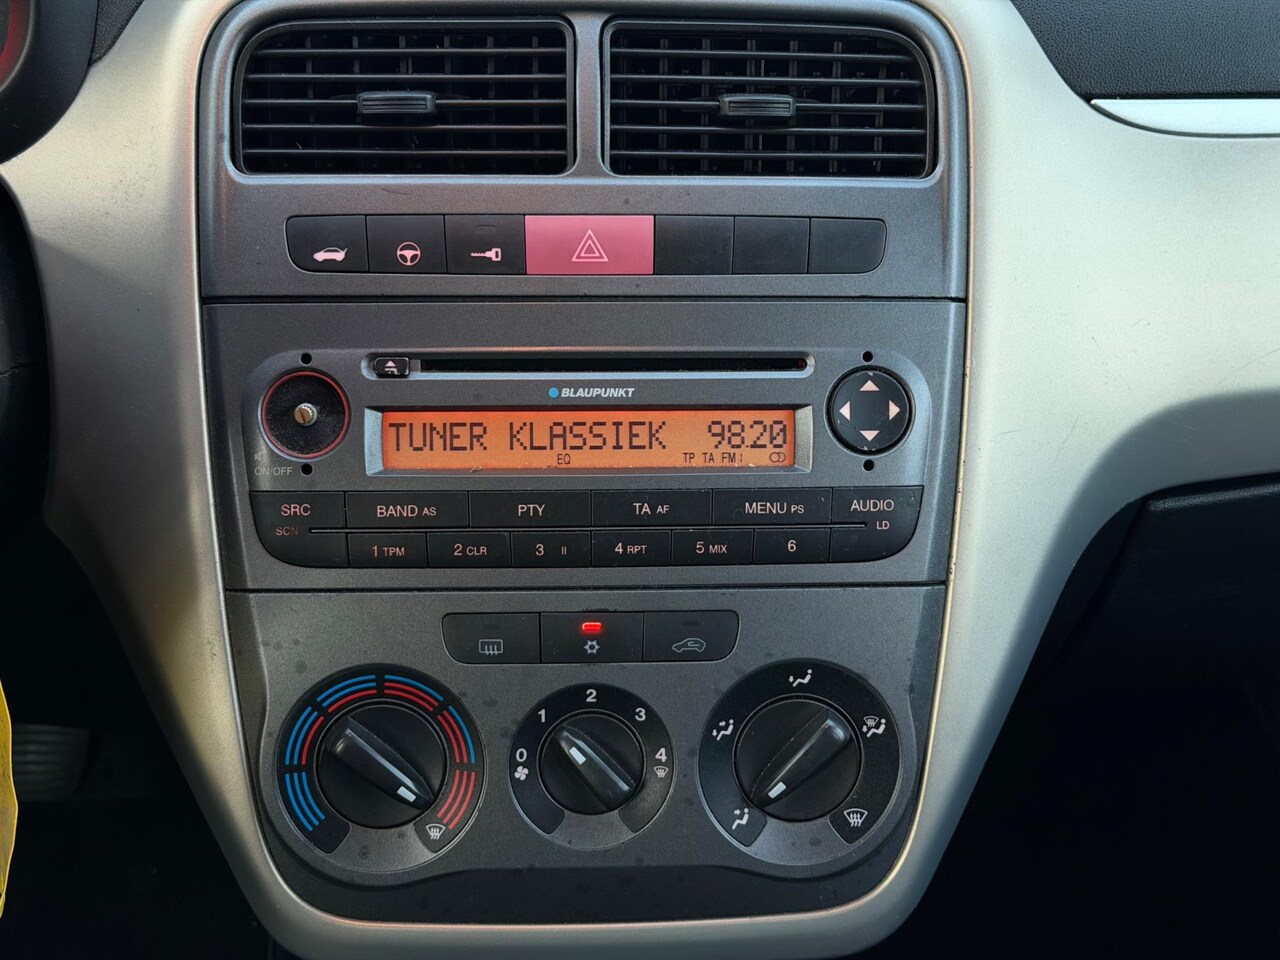 BLAUPUNKT
TUNER KLASSIEK 98.20
EQ TP TA FM I
ON/OFF
SRC BAND AS PTY TA AF MENU PS AUDIO
SCN LD
1 TPM 2 CLR 3 II 4 RPT 5 MIX 6
0 1 2 3 4